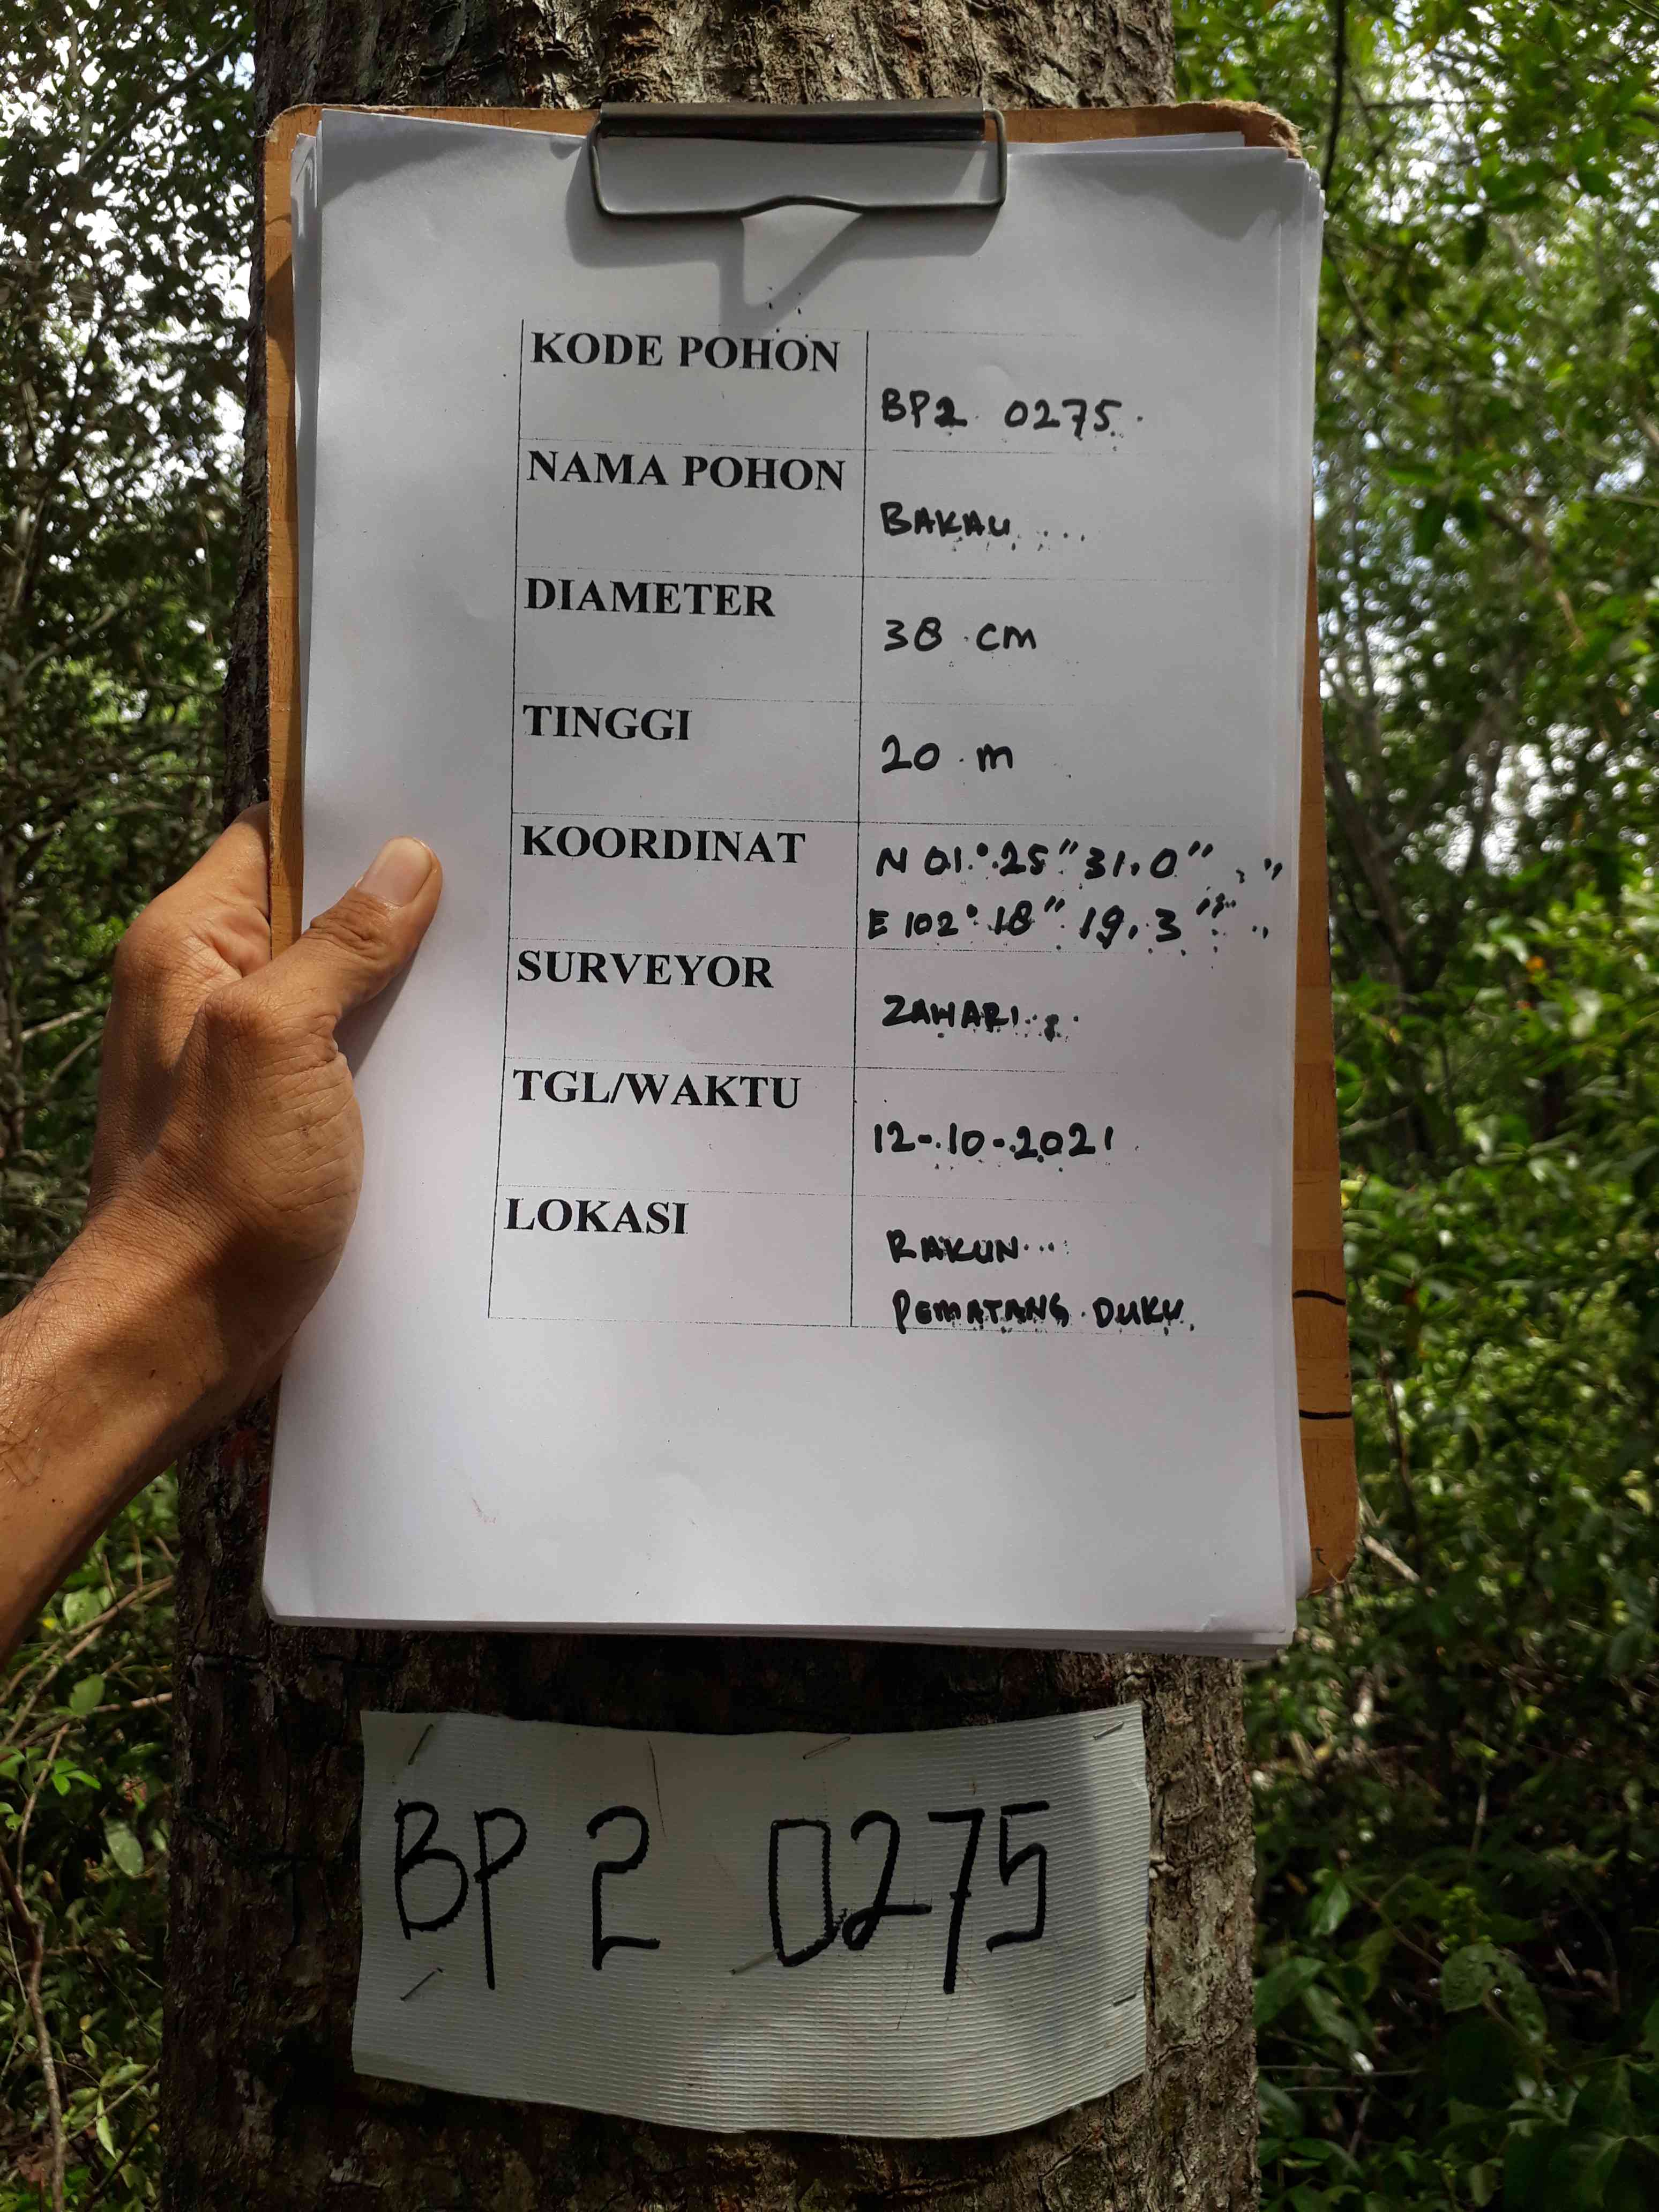 KODE POHON
BP2 0275
NAMA POHON
BAKAU
DIAMETER
38 cm
TINGGI
20 m
KOORDINAT
N 01°25"31.0"
E 102°18"19.3"
SURVEYOR
ZAWARI
TGL/WAKTU
12-10-2021
LOKASI
RAKUN
PEMATANG DUKU
BP 2 0275